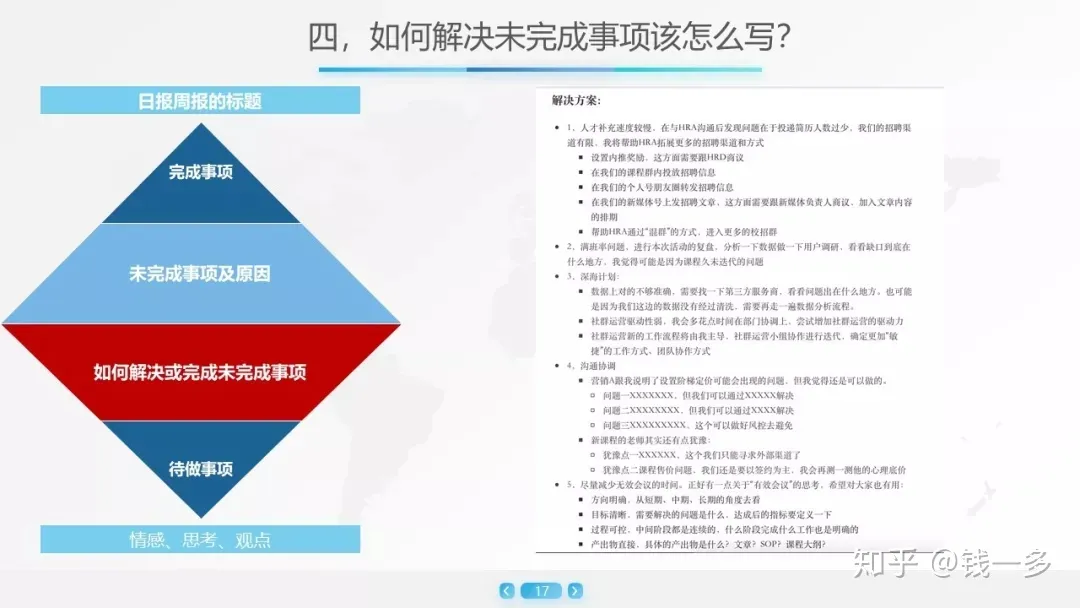 四，如何解决未完成事项该怎么写？
日报周报的标题
完成事项
未完成事项及原因
如何解决或完成未完成事项
待做事项
情感、思考、观点
解决方案：
1、人才补充速度较慢，在与HRA沟通后发现问题在于投递简历人数过少，我们的招聘渠
道有限，我将帮助HRA拓展更多的招聘渠道和方式
设置内推奖励，这方面需要跟HRD商议
在我们的课程群内投放招聘信息
在我们的个人号朋友圈转发招聘信息
在我们的新媒体号上发招聘文章，这方面需要跟新媒体负责人商议，加入文章内容
的排期
帮助HRA通过“混群”的方式，进入更多的校招群
2、满班率问题，进行本次活动的复盘，分析一下数据做一下用户调研，看看缺口到底在
什么地方，我觉得可能是因为课程久未迭代的问题
3、深海计划：
数据上对的不够准确，需要找一下第三方服务商，看看问题出在什么地方。也可能
是因为我们这边的数据没有经过清洗，需要再走一遍数据分析流程。
社群运营驱动性弱，我会多花点时间在部门协调上，尝试增加社群运营的驱动力
社群运营新的工作流程将由我主导，社群运营小组协作进行迭代，确定更加“敏
捷”的工作方式、团队协作方式
4、沟通协调
营销A跟我说明了设置阶梯定价可能会出现的问题，但我觉得还是可以做的。
问题一XXXXXXX，但我们可以通过XXXXX解决
问题二XXXXXXXX，但我们可以通过XXXX解决
问题三XXXXXXXXX，这个可以做好风控去避免
新课程的老师其实还有点犹豫：
犹豫点一XXXXXX，这个我们只能寻求外部渠道了
犹豫点二课程售价问题，我们还是要以签约为主，我会再测一测他的心理底价
5、尽量减少无效会议的时间。正好有一点关于“有效会议”的思考，希望对大家也有用：
方向明确，从短期、中期、长期的角度去看
目标清晰，需要解决的问题是什么，达成后的指标要定义一下
过程可控，中间阶段都是连续的，什么阶段完成什么工作也是明确的
产出物直接，具体的产出物是什么？文章？SOP？课程大纲？
知乎 @钱一多
17